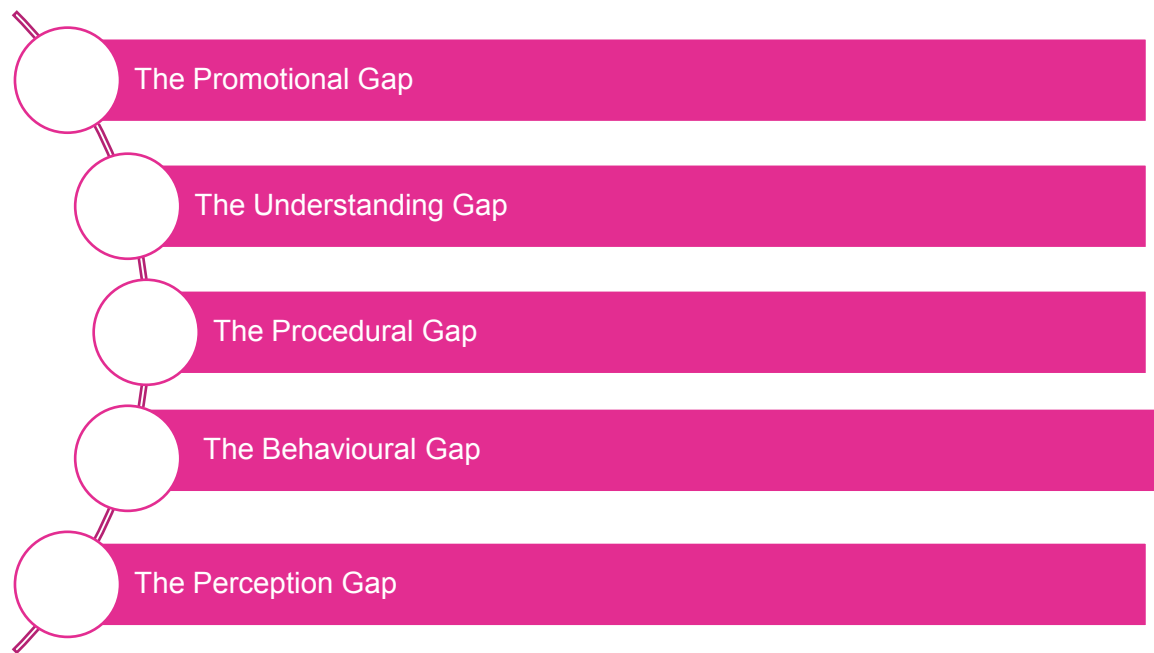 The Promotional Gap
The Understanding Gap
The Procedural Gap
The Behavioural Gap
The Perception Gap